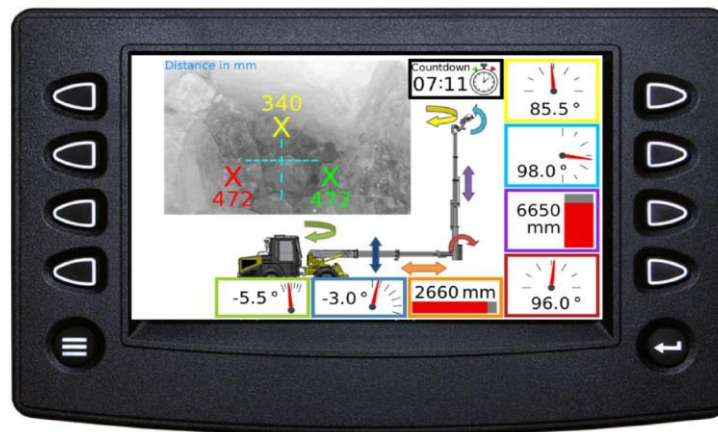 Distance in mm
340
X
X
X
472
472
Countdown
07:11
85.5 °
98.0 °
6650
mm
96.0 °
-5.5 °
-3.0 °
2660 mm